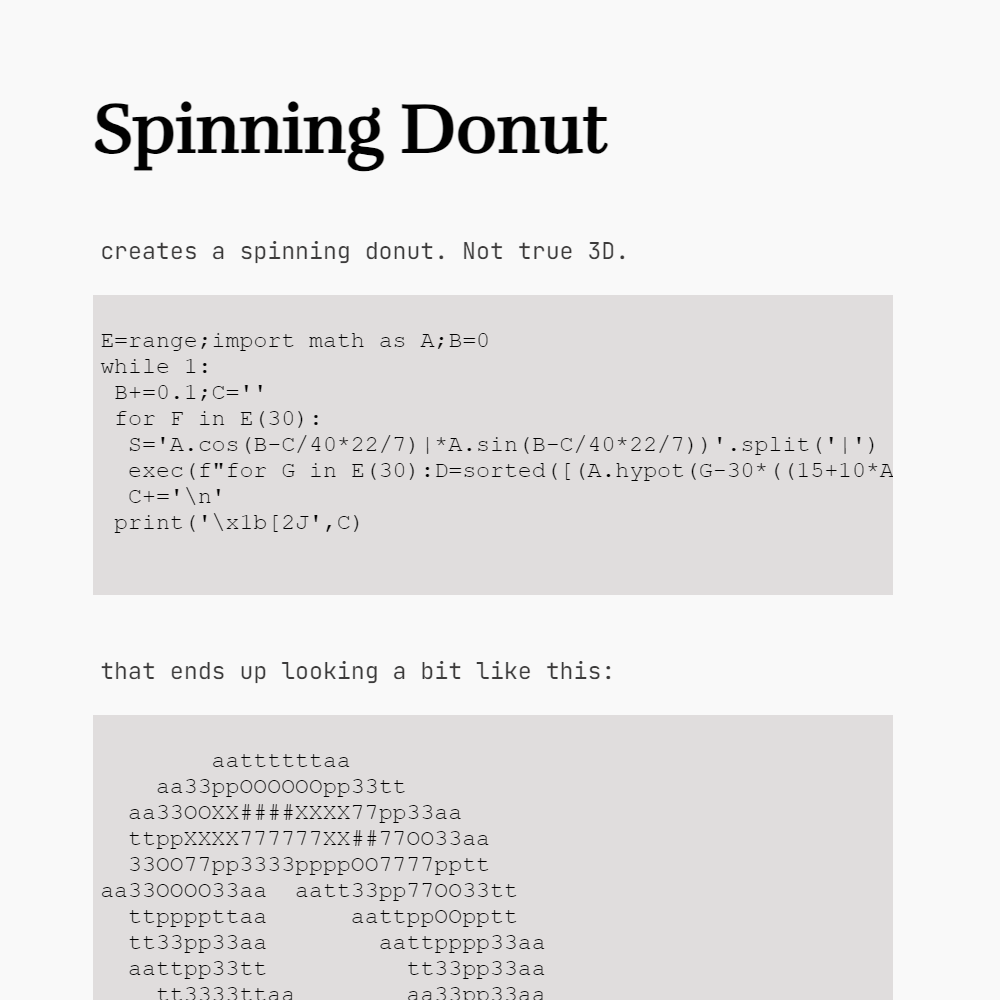 Spinning Donut
creates a spinning donut. Not true 3D.
E=range;import math as A;B=0
while 1:
 B+=0.1;C=''
 for F in E(30):
  S='A.cos(B-C/40*22/7)|*A.sin(B-C/40*22/7))'.split('|')
  exec(f"for G in E(30):D=sorted([(A.hypot(G-30*((15+10*A
  C+='\n'
 print('\x1b[2J',C)
that ends up looking a bit like this:
        aattttttaa
    aa33ppOOOOOOpp33tt
  aa33OOXX####XXXX77pp33aa
  ttppXXXX777777XX##77OO33aa
  33OO77pp3333ppppOO7777pptt
aa33OOOO33aa  aatt33pp77OO33tt
  ttppppttaa      aattppOOpptt
  tt33pp33aa        aattpppp33aa
  aattpp33tt          tt33pp33aa
    tt3333ttaa        aa33pp33aa